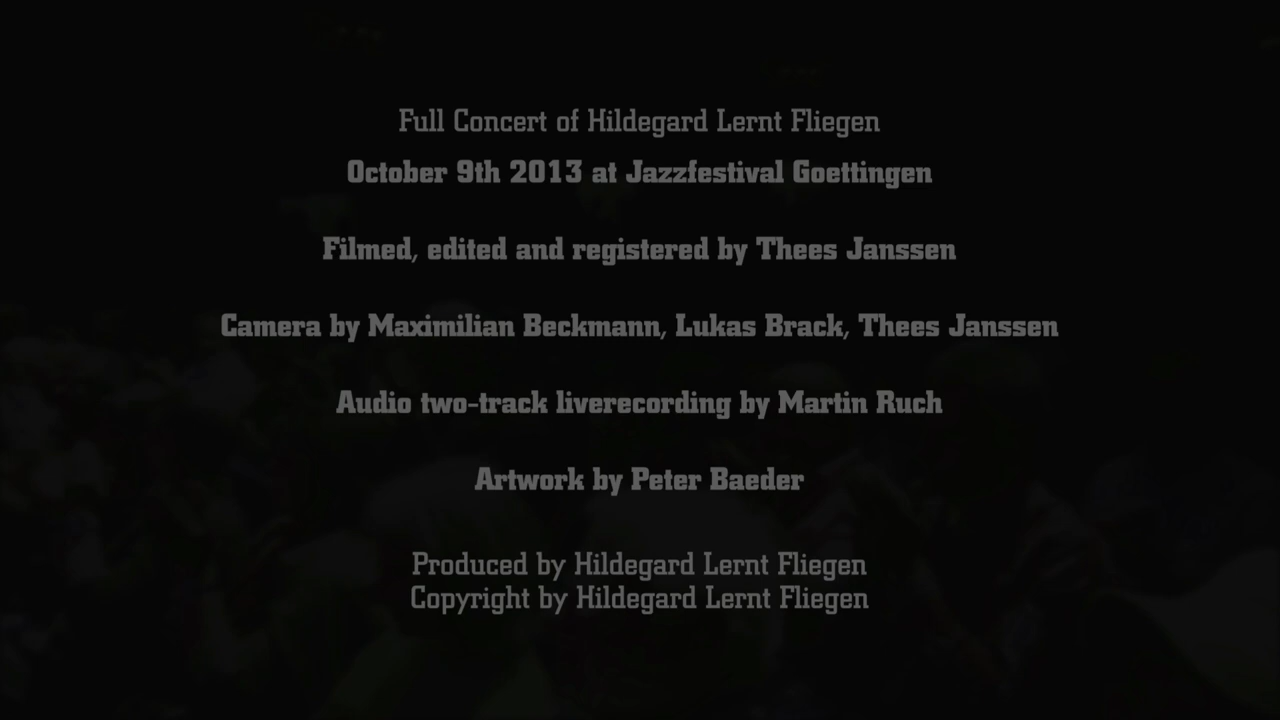 Full Concert of Hildegard Lernt Fliegen
October 9th 2013 at Jazzfestival Goettingen
Filmed, edited and registered by Thees Janssen
Camera by Maximilian Beckmann, Lukas Brack, Thees Janssen
Audio two-track liverecording by Martin Ruch
Artwork by Peter Baeder
Produced by Hildegard Lernt Fliegen
Copyright by Hildegard Lernt Fliegen